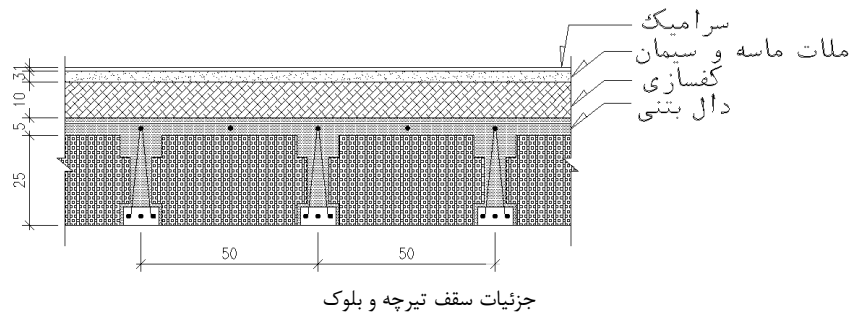 سرامیک
ملات ماسه و سیمان
کفسازی
دال بتنی
1
3
10
5
25
50
50
جزئیات سقف تیرچه و بلوک